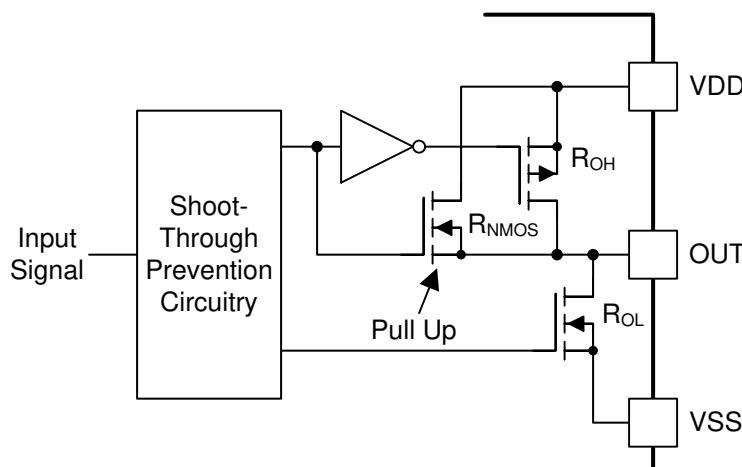 VDD
R_OH
Shoot-
Through
Prevention
Circuitry
Input
Signal
R_NMOS
OUT
Pull Up
R_OL
VSS